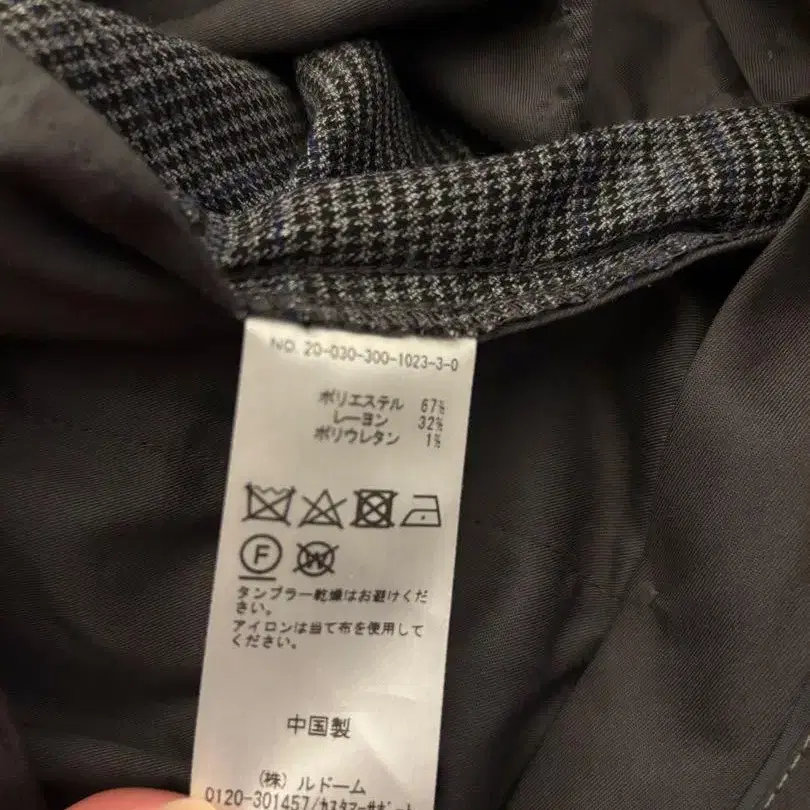 NO. 20-030-300-1023-3-0
ポリエステル 67%
レーヨン 32%
ポリウレタン 1%
F
W
タンブラー乾燥はお避けくだ
さい。
アイロンは当て布を使用して
ください。
中国製
(株) ルドーム
0120-301457/カスタマーサポート